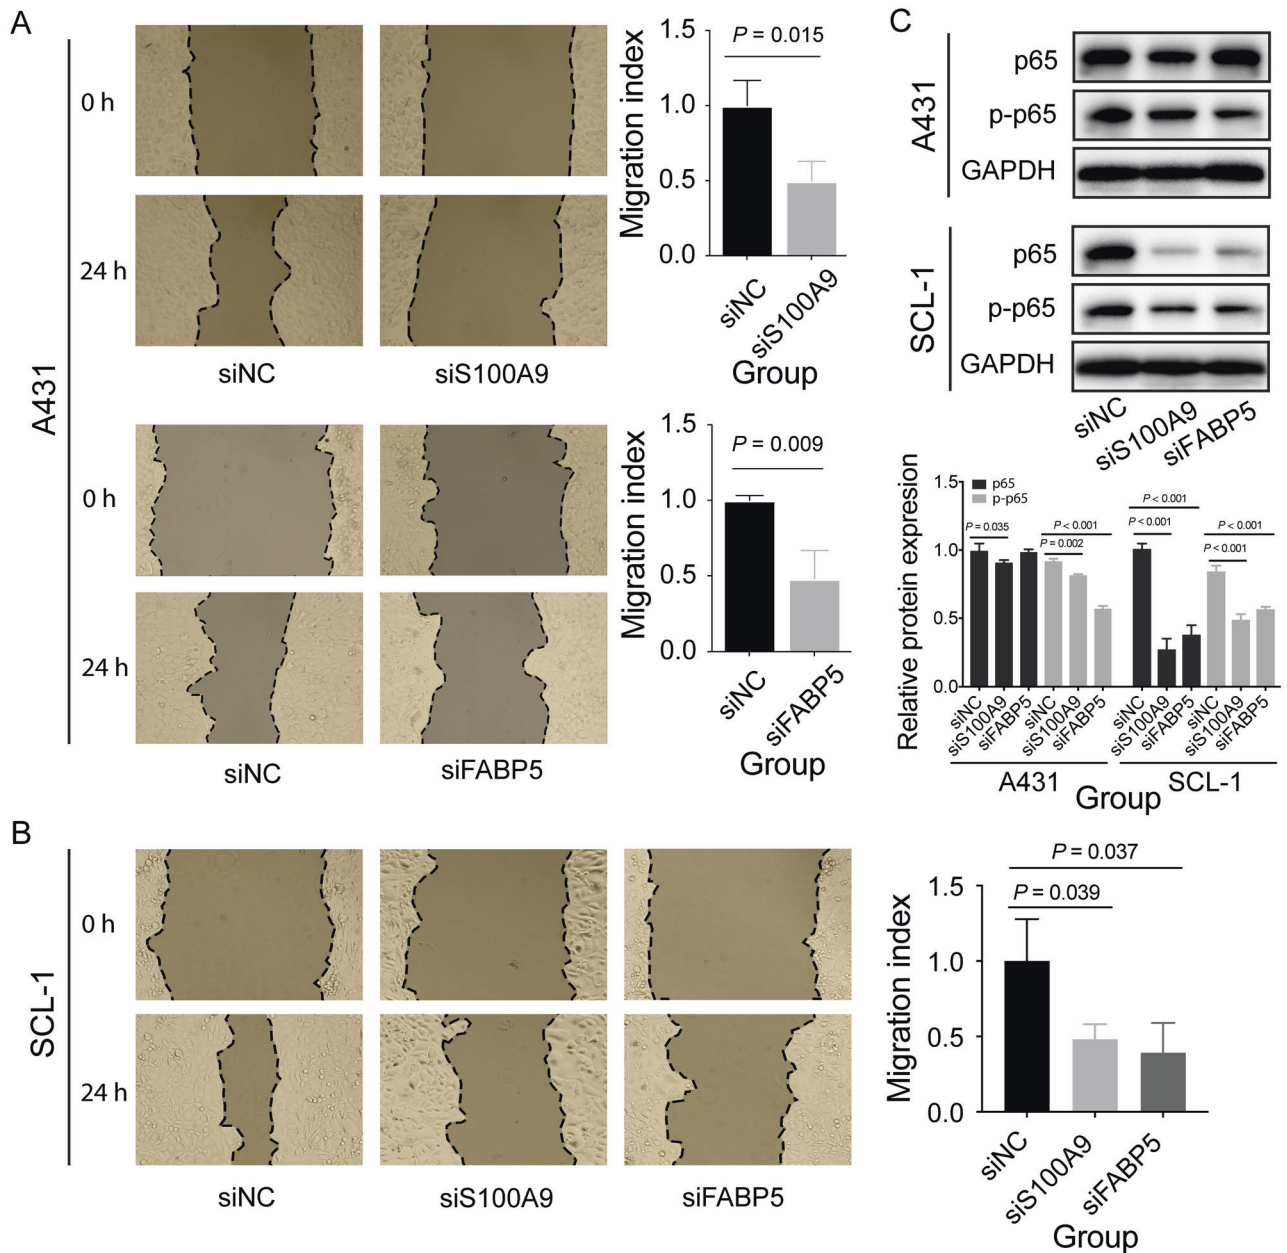 A
A431
0 h
24 h
siNC
siS100A9
Migration index
1.5
1.0
0.5
0.0
P = 0.015
siNC
siS100A9
Group
0 h
24 h
siNC
siFABP5
Migration index
1.5
1.0
0.5
0.0
P = 0.009
siNC
siFABP5
Group
B
SCL-1
0 h
24 h
siNC
siS100A9
siFABP5
Migration index
1.5
1.0
0.5
0.0
P = 0.037
P = 0.039
siNC
siS100A9
siFABP5
Group
C
A431
p65
p-p65
GAPDH
SCL-1
p65
p-p65
GAPDH
siNC
siS100A9
siFABP5
Relative protein expresion
1.5
1.0
0.5
0.0
p65
p-p65
P = 0.035
P < 0.001
P = 0.002
P < 0.001
P < 0.001
P < 0.001
P < 0.001
siNC
siS100A9
siFABP5
siNC
siS100A9
siFABP5
siNC
siS100A9
siFABP5
siNC
siS100A9
siFABP5
A431
SCL-1
Group